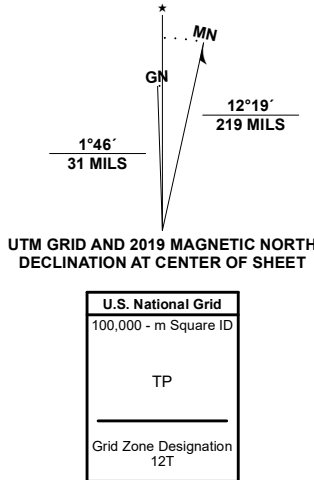 ★
MN
GN
1°46´
31 MILS
12°19´
219 MILS
UTM GRID AND 2019 MAGNETIC NORTH
DECLINATION AT CENTER OF SHEET
U.S. National Grid
100,000 - m Square ID
TP
Grid Zone Designation
12T